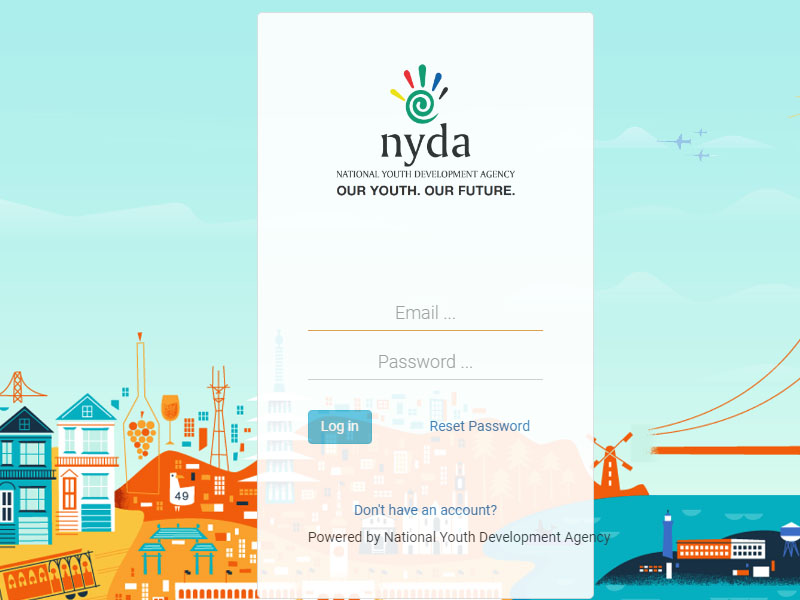 nyda
NATIONAL YOUTH DEVELOPMENT AGENCY
OUR YOUTH. OUR FUTURE.
Email ...
Password ...
Log in
Reset Password
49
Don't have an account?
Powered by National Youth Development Agency